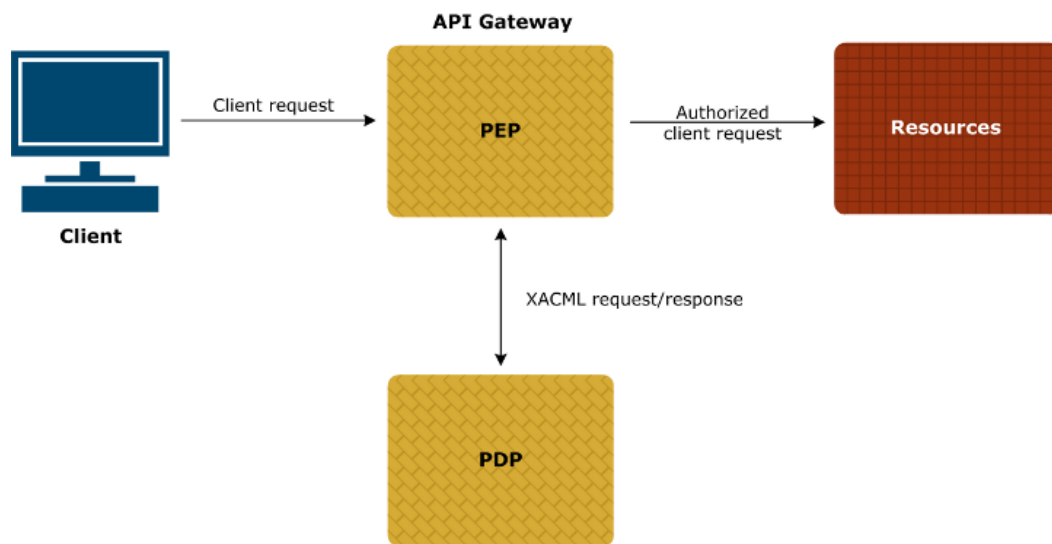 API Gateway
Client request
PEP
Authorized
client request
Resources
Client
XACML request/response
PDP